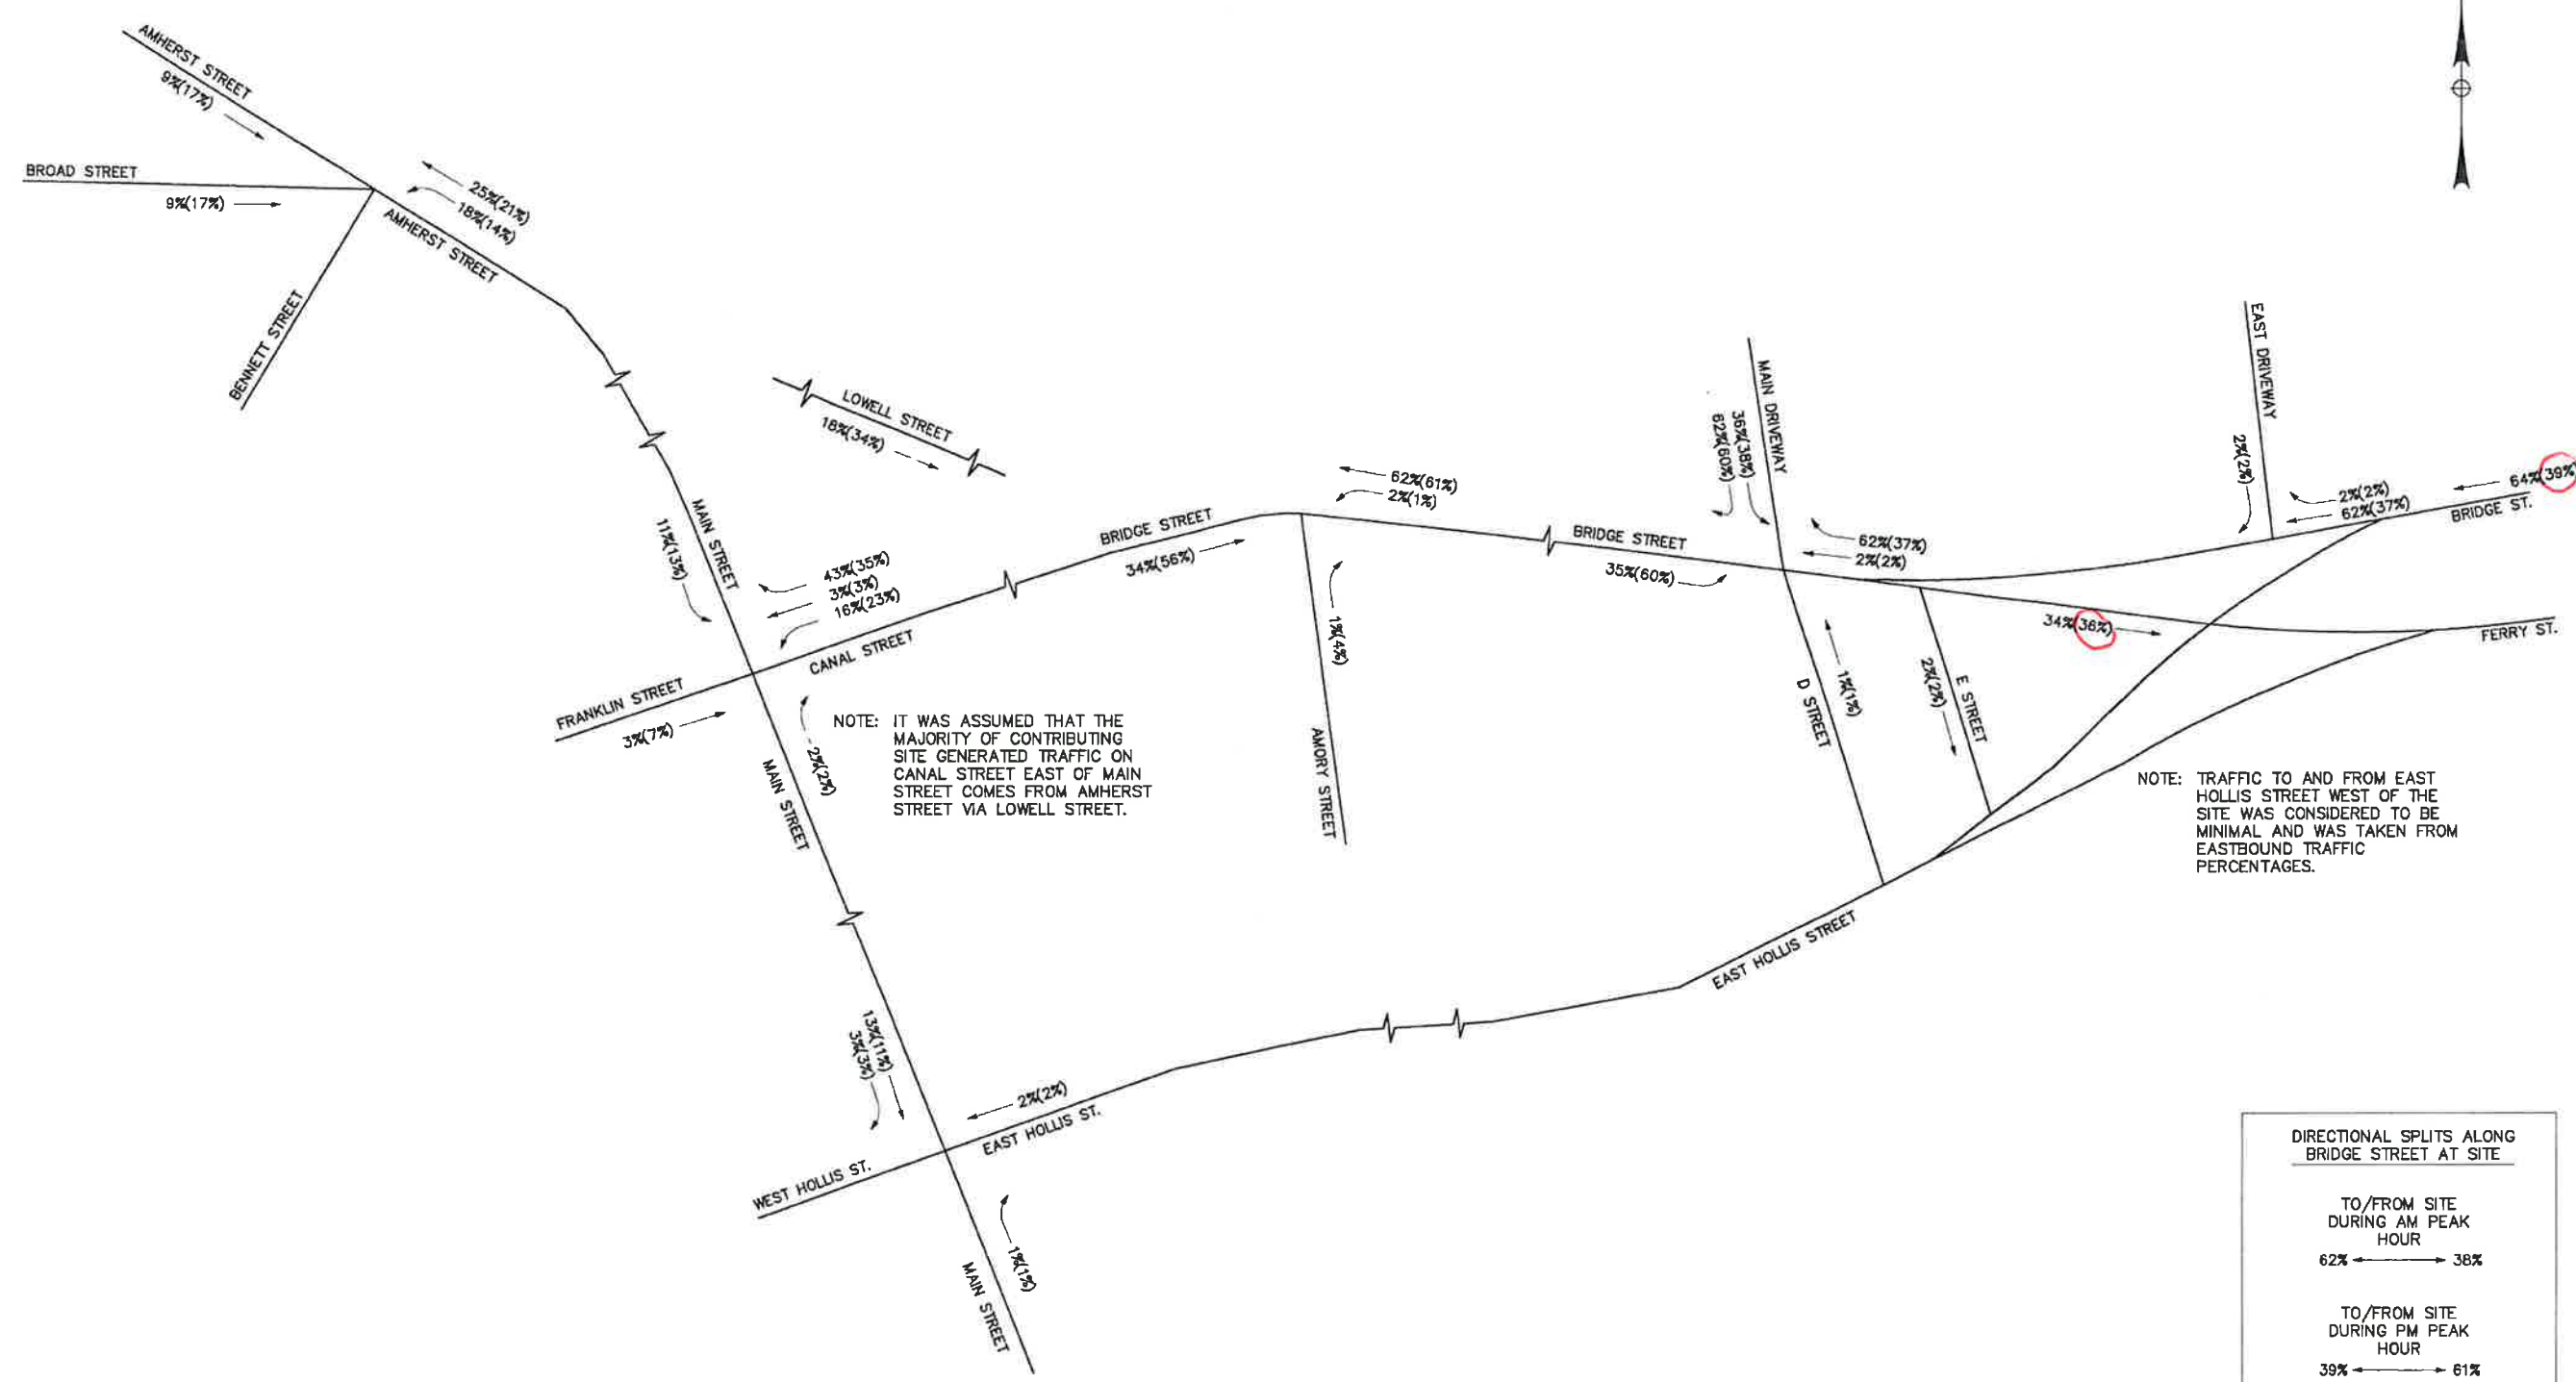 AMHERST STREET
9%(17%)
BROAD STREET
9%(17%)
25%(21%)
18%(14%)
AMHERST STREET
BENNETT STREET
LOWELL STREET
18%(34%)
MAIN STREET
11%(13%)
43%(35%)
3%(3%)
16%(23%)
CANAL STREET
FRANKLIN STREET
3%(7%)
2%(2%)
MAIN STREET
NOTE: IT WAS ASSUMED THAT THE
MAJORITY OF CONTRIBUTING
SITE GENERATED TRAFFIC ON
CANAL STREET EAST OF MAIN
STREET COMES FROM AMHERST
STREET VIA LOWELL STREET.
BRIDGE STREET
34%(56%)
62%(61%)
2%(1%)
1%(4%)
AMORY STREET
BRIDGE STREET
35%(60%)
MAIN DRIVEWAY
36%(38%)
62%(60%)
62%(37%)
2%(2%)
EAST DRIVEWAY
2%(2%)
2%(2%)
62%(37%)
64%(39%)
BRIDGE ST.
34%(36%)
FERRY ST.
1%(1%)
D STREET
2%(2%)
E STREET
NOTE: TRAFFIC TO AND FROM EAST
HOLLIS STREET WEST OF THE
SITE WAS CONSIDERED TO BE
MINIMAL AND WAS TAKEN FROM
EASTBOUND TRAFFIC
PERCENTAGES.
EAST HOLLIS STREET
13%(11%)
3%(3%)
2%(2%)
EAST HOLLIS ST.
WEST HOLLIS ST.
1%(1%)
MAIN STREET
DIRECTIONAL SPLITS ALONG
BRIDGE STREET AT SITE
TO/FROM SITE
DURING AM PEAK
HOUR
62% 38%
TO/FROM SITE
DURING PM PEAK
HOUR
39% 61%